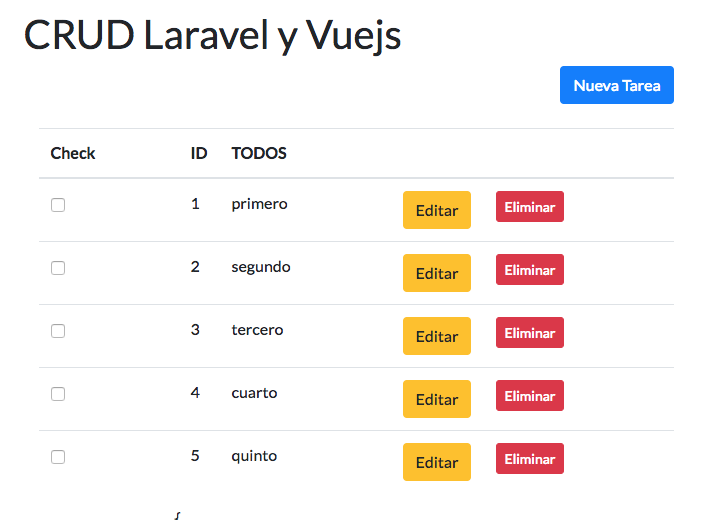 CRUD Laravel y Vuejs
Nueva Tarea
Check ID TODOS
1 primero Editar Eliminar
2 segundo Editar Eliminar
3 tercero Editar Eliminar
4 cuarto Editar Eliminar
5 quinto Editar Eliminar